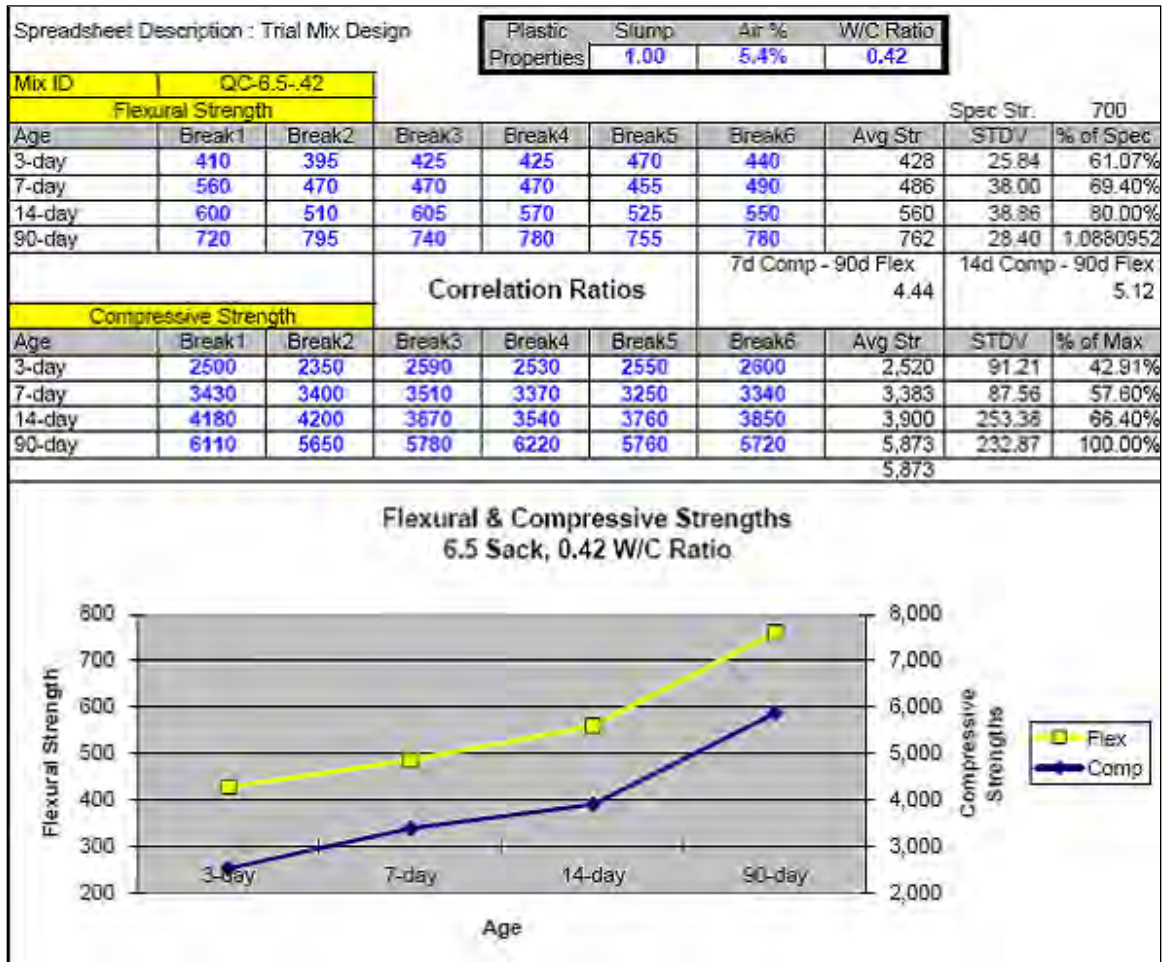 Spreadsheet Description : Trial Mix Design Plastic Slump Air % W/C Ratio
Properties 1.00 5.4% 0.42
Mix ID QC-6.5-.42
Flexural Strength Spec Str. 700
Age Break1 Break2 Break3 Break4 Break5 Break6 Avg Str STDV % of Spec
3-day 410 395 425 425 470 440 428 25.84 61.07%
7-day 560 470 470 470 455 490 486 38.00 69.40%
14-day 600 510 605 570 525 550 560 38.86 80.00%
90-day 720 795 740 780 755 780 762 28.40 1.0880952
7d Comp - 90d Flex 14d Comp - 90d Flex
Correlation Ratios 4.44 5.12
Compressive Strength
Age Break1 Break2 Break3 Break4 Break5 Break6 Avg Str STDV % of Max
3-day 2500 2350 2590 2530 2550 2600 2,520 91.21 42.91%
7-day 3430 3400 3510 3370 3250 3340 3,383 87.56 57.60%
14-day 4180 4200 3870 3540 3760 3850 3,900 253.38 66.40%
90-day 6110 5650 5780 6220 5760 5720 5,873 232.87 100.00%
5,873
Flexural & Compressive Strengths
6.5 Sack, 0.42 W/C Ratio
800 8,000
700 7,000
600 6,000
500 5,000
400 4,000
300 3,000
200 2,000
Flexural Strength
Compressive
Strengths
Flex
Comp
3-day 7-day 14-day 90-day
Age